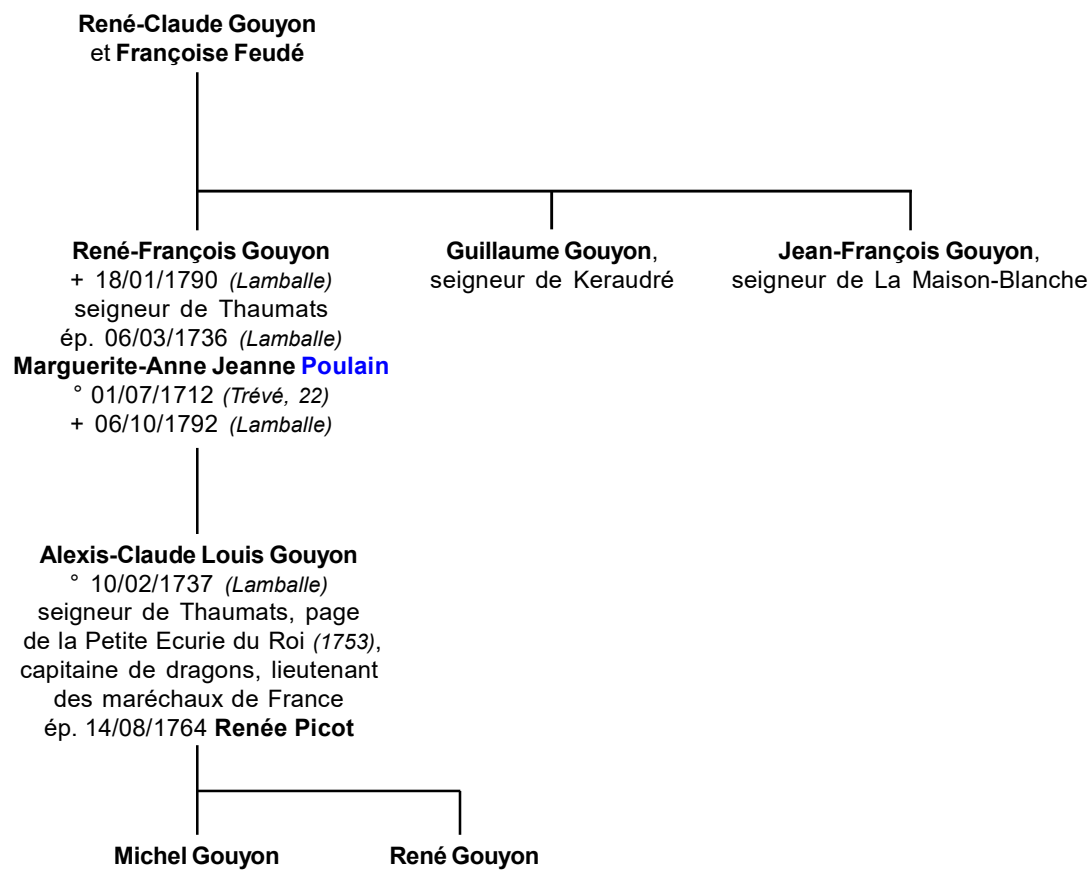 René-Claude Gouyon
et Françoise Feudé
René-François Gouyon
+ 18/01/1790 (Lamballe)
seigneur de Thaumats
ép. 06/03/1736 (Lamballe)
Marguerite-Anne Jeanne Poulain
° 01/07/1712 (Trévé, 22)
+ 06/10/1792 (Lamballe)
Guillaume Gouyon,
seigneur de Keraudré
Jean-François Gouyon,
seigneur de La Maison-Blanche
Alexis-Claude Louis Gouyon
° 10/02/1737 (Lamballe)
seigneur de Thaumats, page
de la Petite Ecurie du Roi (1753),
capitaine de dragons, lieutenant
des maréchaux de France
ép. 14/08/1764 Renée Picot
Michel Gouyon
René Gouyon